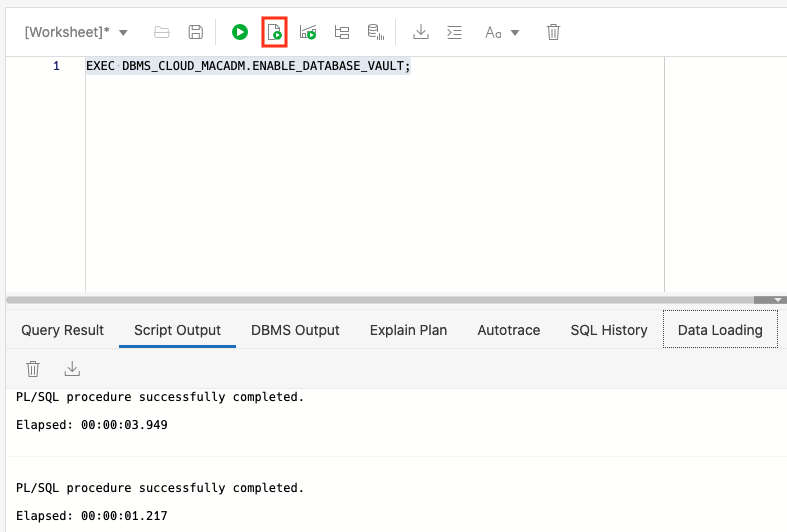 [Worksheet]*
Aa
1 EXEC DBMS_CLOUD_MACADM.ENABLE_DATABASE_VAULT;
Query Result Script Output DBMS Output Explain Plan Autotrace SQL History Data Loading
PL/SQL procedure successfully completed.
Elapsed: 00:00:03.949
PL/SQL procedure successfully completed.
Elapsed: 00:00:01.217